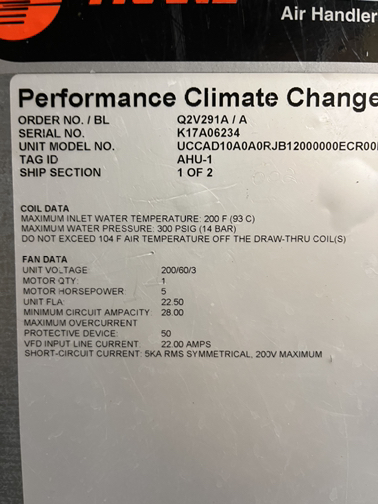 Air Handler
Performance Climate Change
ORDER NO. / BL Q2V291A / A
SERIAL NO. K17A06234
UNIT MODEL NO. UCCAD10A0A0RJB12000000ECR00
TAG ID AHU-1
SHIP SECTION 1 OF 2
COIL DATA
MAXIMUM INLET WATER TEMPERATURE: 200 F (93 C)
MAXIMUM WATER PRESSURE: 300 PSIG (14 BAR)
DO NOT EXCEED 104 F AIR TEMPERATURE OFF THE DRAW-THRU COIL(S)
FAN DATA
UNIT VOLTAGE: 200/60/3
MOTOR QTY: 1
MOTOR HORSEPOWER 5
UNIT FLA: 22.50
MINIMUM CIRCUIT AMPACITY: 28.00
MAXIMUM OVERCURRENT
PROTECTIVE DEVICE: 50
VFD INPUT LINE CURRENT: 22.00 AMPS
SHORT-CIRCUIT CURRENT: 5KA RMS SYMMETRICAL, 200V MAXIMUM